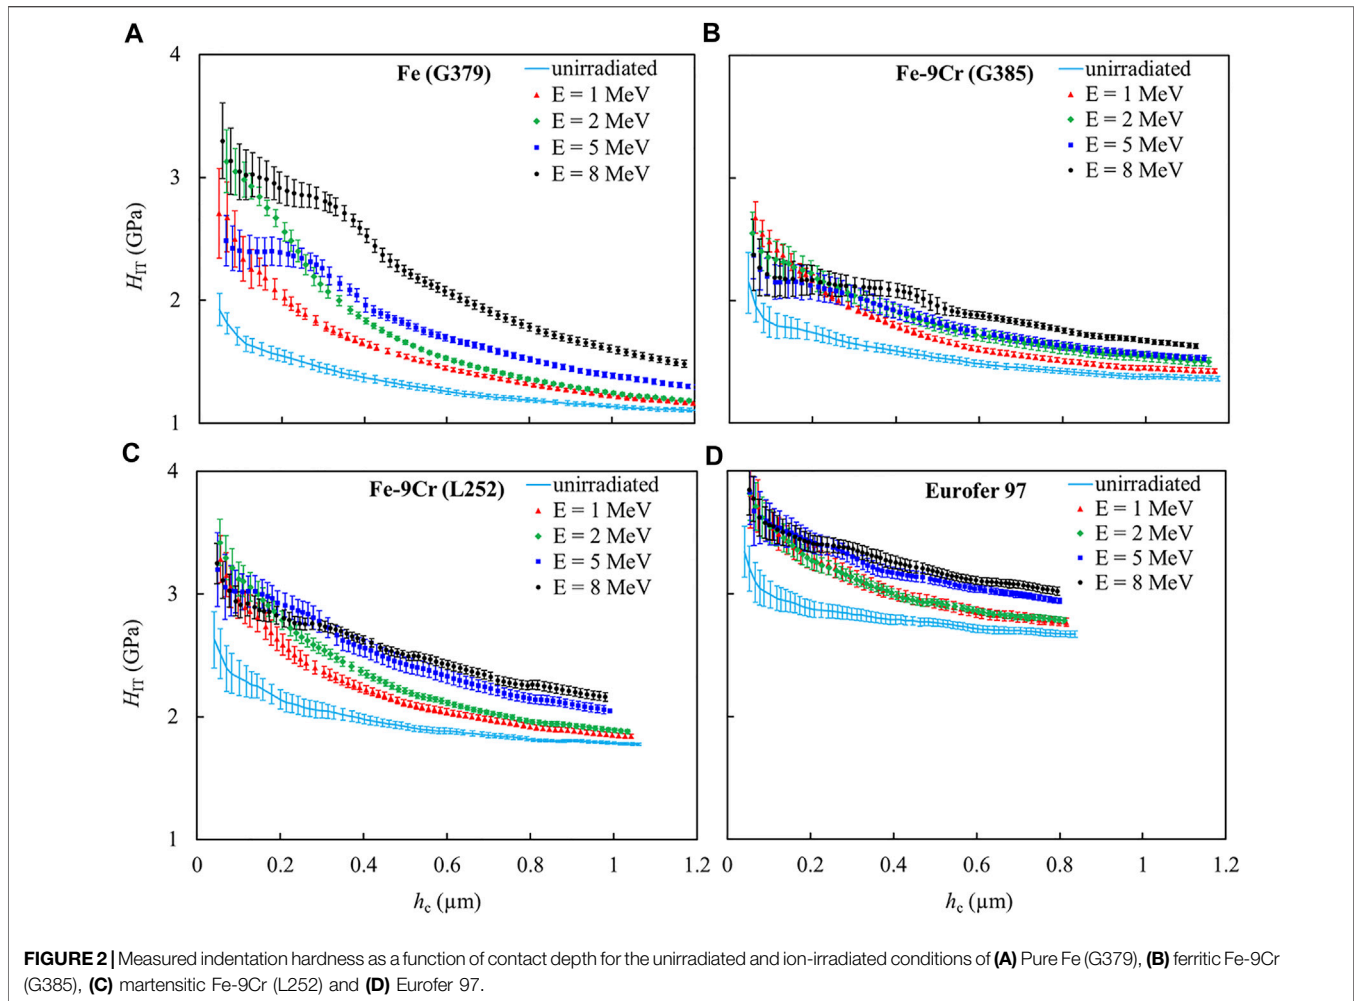 A
B
4
3
2
1
H_IT (GPa)
Fe (G379)
unirradiated
E = 1 MeV
E = 2 MeV
E = 5 MeV
E = 8 MeV
H_IT (GPa)
Fe-9Cr (G385)
unirradiated
E = 1 MeV
E = 2 MeV
E = 5 MeV
E = 8 MeV
C
D
4
3
2
1
H_IT (GPa)
Fe-9Cr (L252)
unirradiated
E = 1 MeV
E = 2 MeV
E = 5 MeV
E = 8 MeV
0 0.2 0.4 0.6 0.8 1 1.2
h_c (µm)
Eurofer 97
unirradiated
E = 1 MeV
E = 2 MeV
E = 5 MeV
E = 8 MeV
0 0.2 0.4 0.6 0.8 1 1.2
h_c (µm)
FIGURE 2 | Measured indentation hardness as a function of contact depth for the unirradiated and ion-irradiated conditions of (A) Pure Fe (G379), (B) ferritic Fe-9Cr
(G385), (C) martensitic Fe-9Cr (L252) and (D) Eurofer 97.